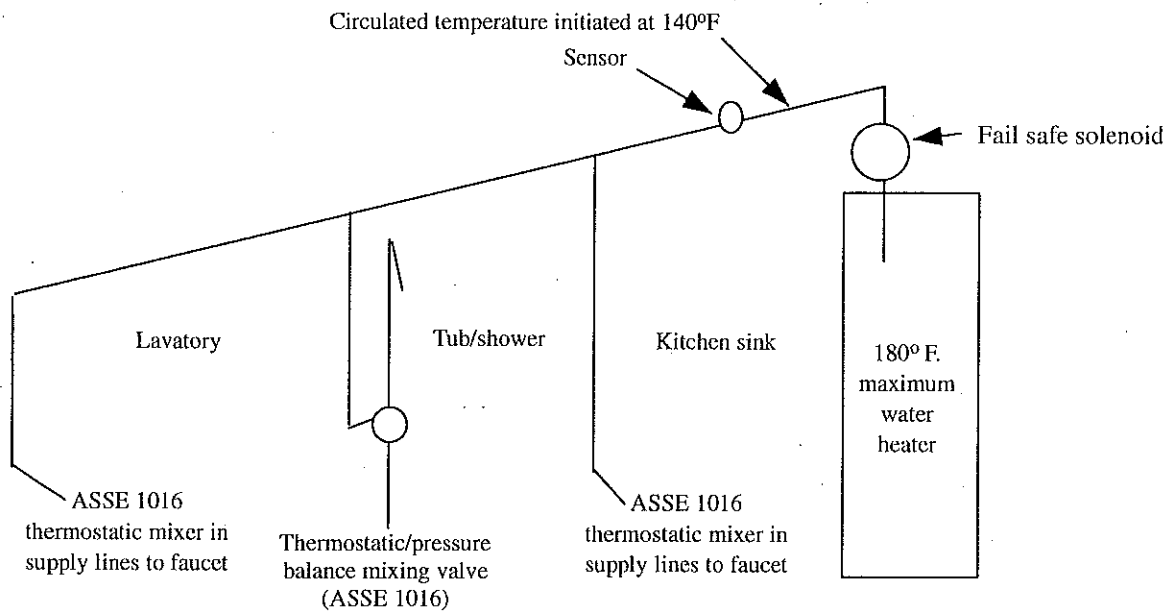 Circulated temperature initiated at 140ºF
Sensor
Fail safe solenoid
Lavatory
Tub/shower
Kitchen sink
180º F.
maximum
water
heater
ASSE 1016
thermostatic mixer in
supply lines to faucet
Thermostatic/pressure
balance mixing valve
(ASSE 1016)
ASSE 1016
thermostatic mixer in
supply lines to faucet